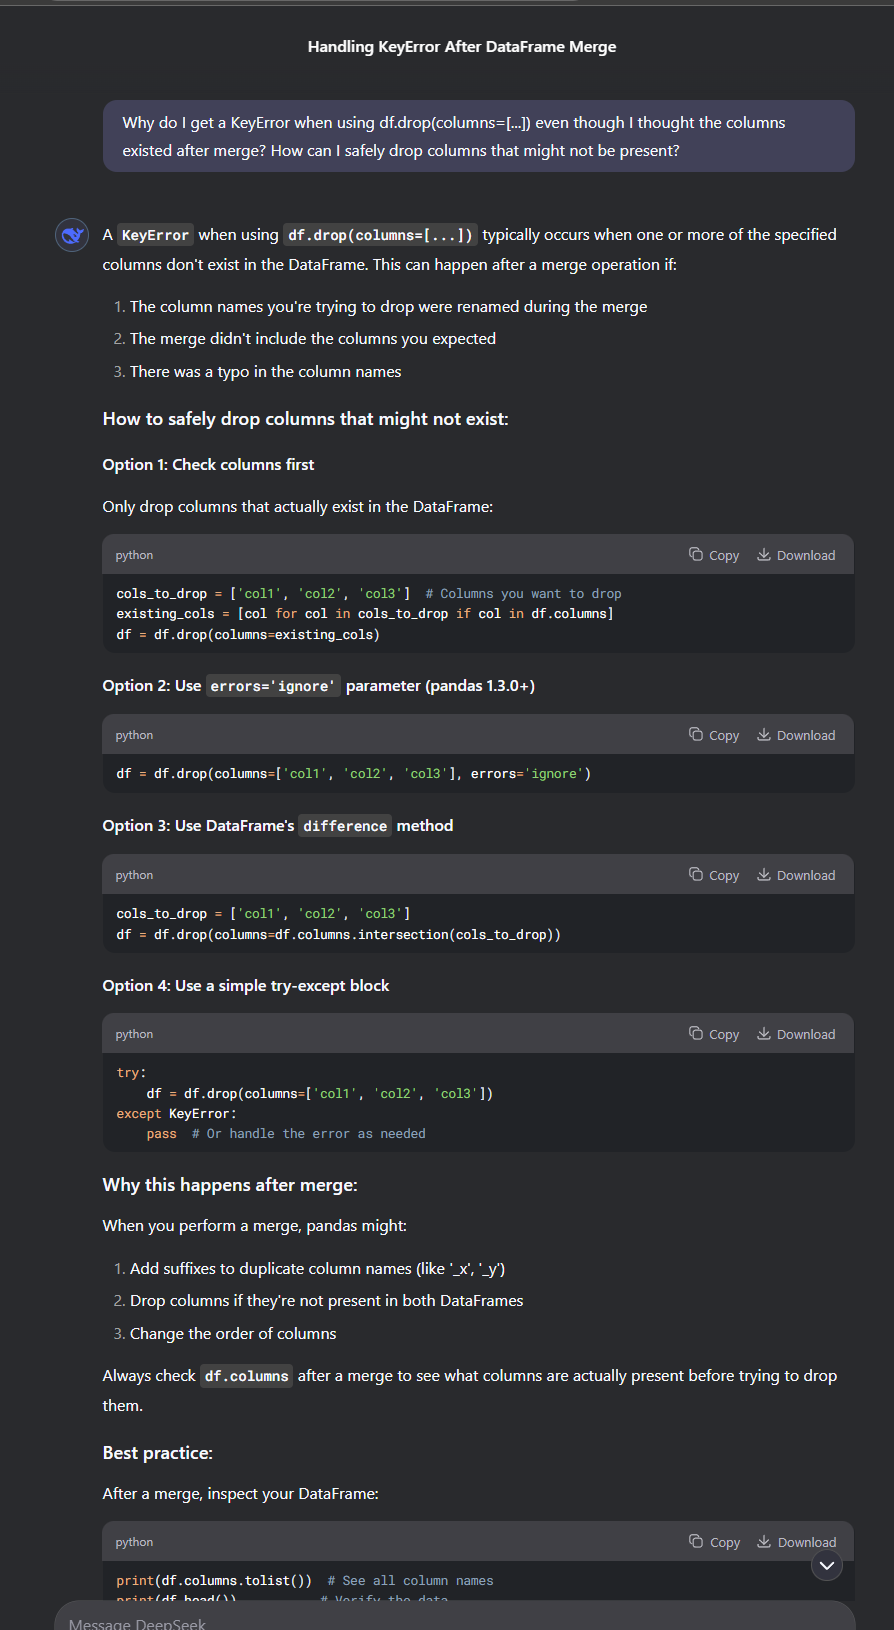 Handling KeyError After DataFrame Merge
Why do I get a KeyError when using df.drop(columns=[...]) even though I thought the columns
existed after merge? How can I safely drop columns that might not be present?
A KeyError when using df.drop(columns=[...]) typically occurs when one or more of the specified
columns don't exist in the DataFrame. This can happen after a merge operation if:
1. The column names you're trying to drop were renamed during the merge
2. The merge didn't include the columns you expected
3. There was a typo in the column names
How to safely drop columns that might not exist:
Option 1: Check columns first
Only drop columns that actually exist in the DataFrame:
python Copy Download
cols_to_drop = ['col1', 'col2', 'col3']  # Columns you want to drop
existing_cols = [col for col in cols_to_drop if col in df.columns]
df = df.drop(columns=existing_cols)
Option 2: Use errors='ignore' parameter (pandas 1.3.0+)
python Copy Download
df = df.drop(columns=['col1', 'col2', 'col3'], errors='ignore')
Option 3: Use DataFrame's difference method
python Copy Download
cols_to_drop = ['col1', 'col2', 'col3']
df = df.drop(columns=df.columns.intersection(cols_to_drop))
Option 4: Use a simple try-except block
python Copy Download
try:
    df = df.drop(columns=['col1', 'col2', 'col3'])
except KeyError:
    pass  # Or handle the error as needed
Why this happens after merge:
When you perform a merge, pandas might:
1. Add suffixes to duplicate column names (like '_x', '_y')
2. Drop columns if they're not present in both DataFrames
3. Change the order of columns
Always check df.columns after a merge to see what columns are actually present before trying to drop
them.
Best practice:
After a merge, inspect your DataFrame:
python Copy Download
print(df.columns.tolist())  # See all column names
print(df.head())           # Verify the data
Message DeepSeek